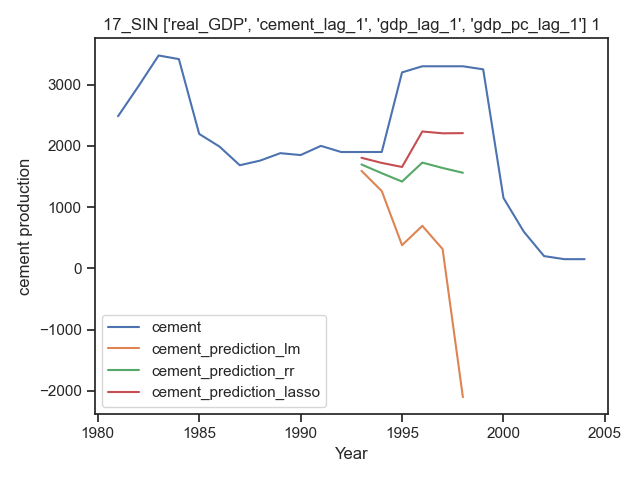 17_SIN ['real_GDP', 'cement_lag_1', 'gdp_lag_1', 'gdp_pc_lag_1'] 1
cement production
3000
2000
1000
0
−1000
−2000
cement
cement_prediction_lm
cement_prediction_rr
cement_prediction_lasso
1980 1985 1990 1995 2000 2005
Year